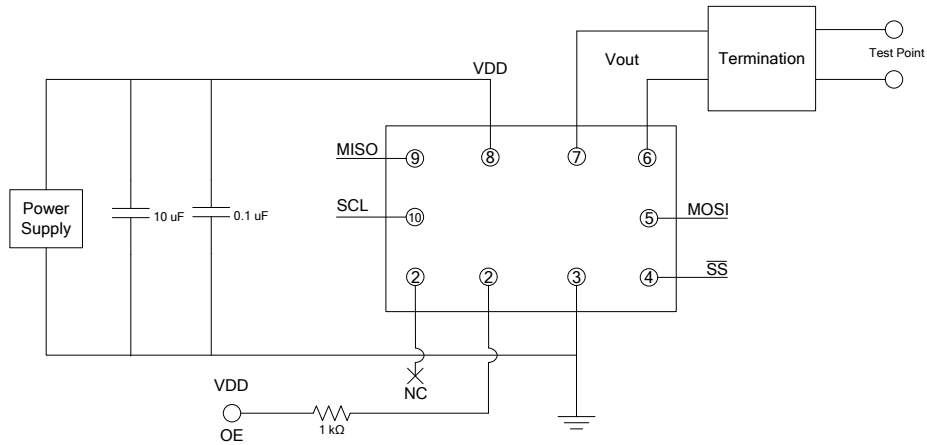 Termination
Test Point
Vout
VDD
MISO
9
8
7
6
Power
Supply
10 uF
0.1 uF
SCL
10
5
MOSI
2
2
3
4
SS
NC
VDD
1 kΩ
OE